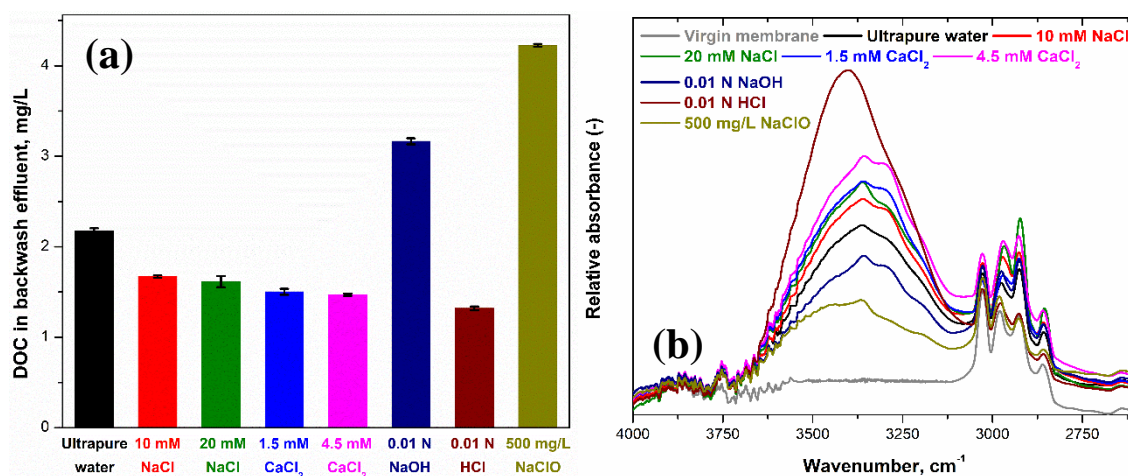 (a)
DOC in backwash effluent, mg/L
4
3
2
1
0
Ultrapure water
10 mM NaCl
20 mM NaCl
1.5 mM CaCl₂
4.5 mM CaCl₂
0.01 N NaOH
0.01 N HCl
500 mg/L NaClO
(b)
Relative absorbance (-)
Virgin membrane Ultrapure water 10 mM NaCl
20 mM NaCl 1.5 mM CaCl₂ 4.5 mM CaCl₂
0.01 N NaOH
0.01 N HCl
500 mg/L NaClO
4000 3750 3500 3250 3000 2750
Wavenumber, cm⁻¹